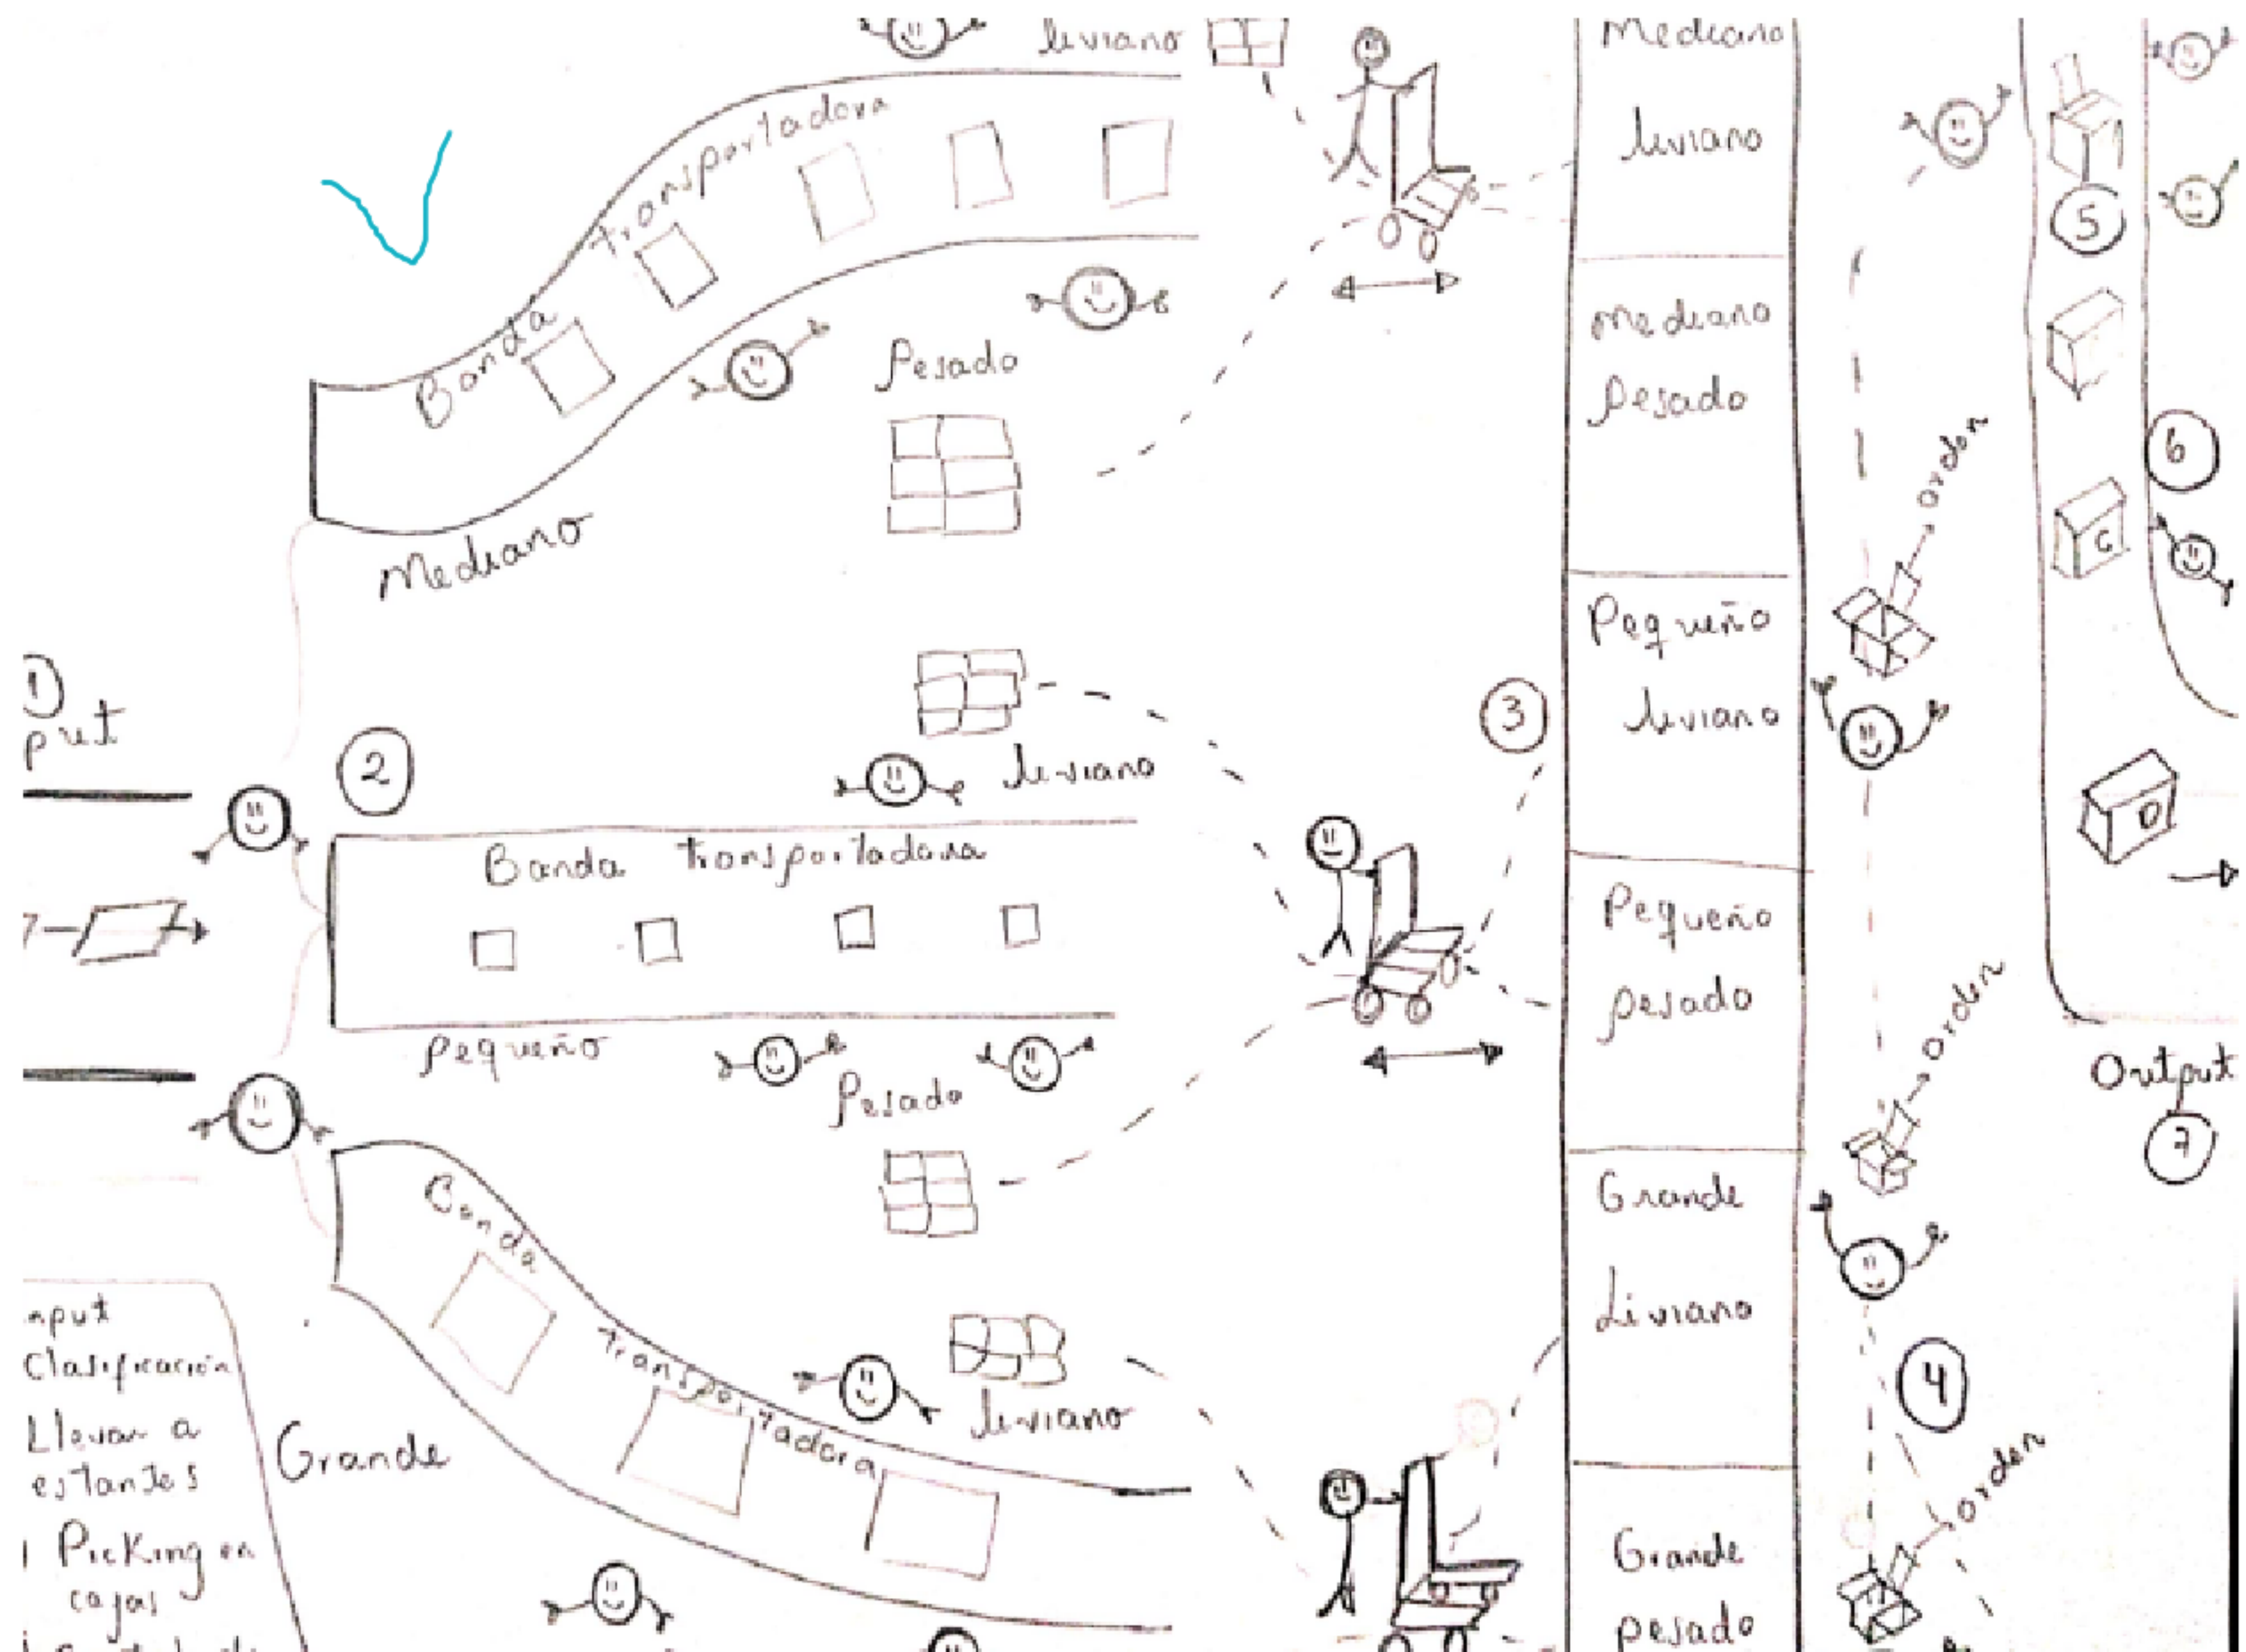 liviano
Banda transportadora
Pesado
Mediano
1
put
2
liviano
Banda transportadora
pequeño
Pesado
Banda transportadora
liviano
Grande
nput
Clasificación
Llevar a
estantes
Picking en
cajas
3
Mediano
liviano
mediano
pesado
Pequeño
liviano
Pequeño
pesado
Grande
Liviano
Grande
pesado
orden
orden
4
orden
5
6
C
D
Output
7